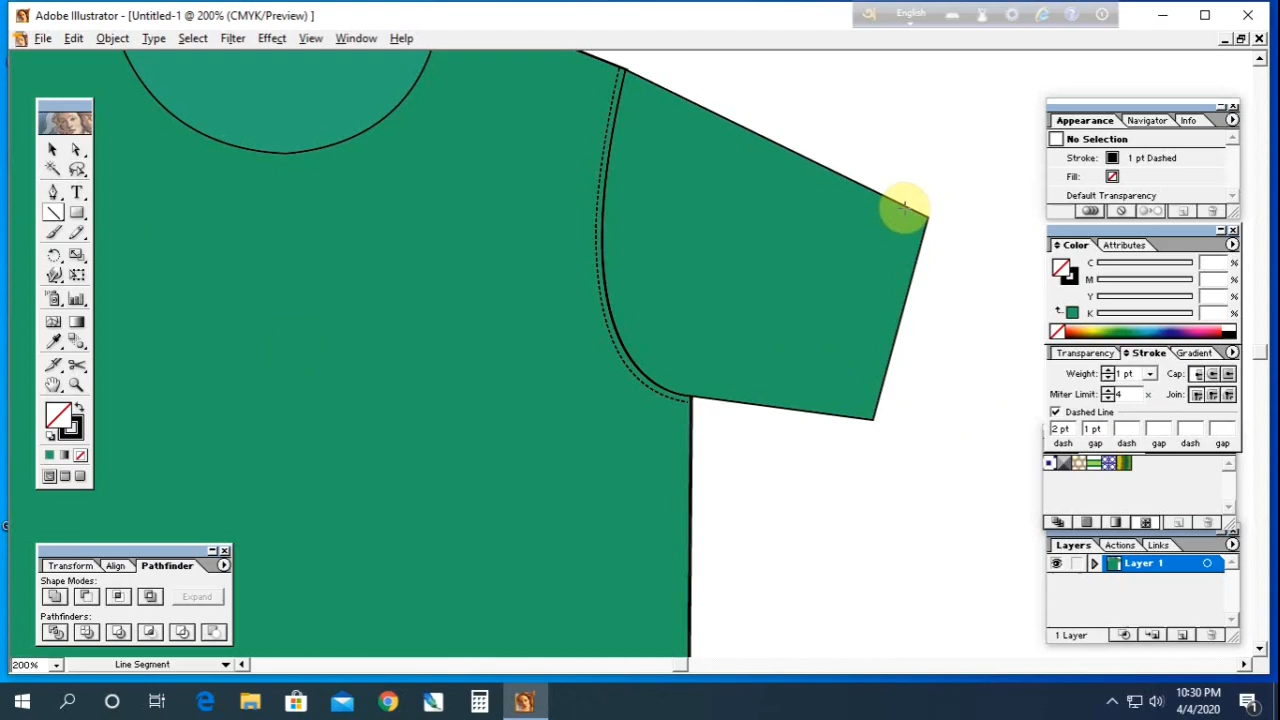 Adobe Illustrator - [Untitled-1 @ 200% (CMYK/Preview) ]
English
File Edit Object Type Select Filter Effect View Window Help
Appearance Navigator Info
No Selection
Stroke: 1 pt Dashed
Fill:
Default Transparency
Color Attributes
C %
M %
Y %
K %
Transparency Stroke Gradient
Weight: 1 pt Cap:
Miter Limit: 4 x Join:
Dashed Line
2 pt 1 pt
dash gap dash gap dash gap
Layers Actions Links
Layer 1
1 Layer
Transform Align Pathfinder
Shape Modes:
Expand
Pathfinders:
200% Line Segment
10:30 PM
4/4/2020